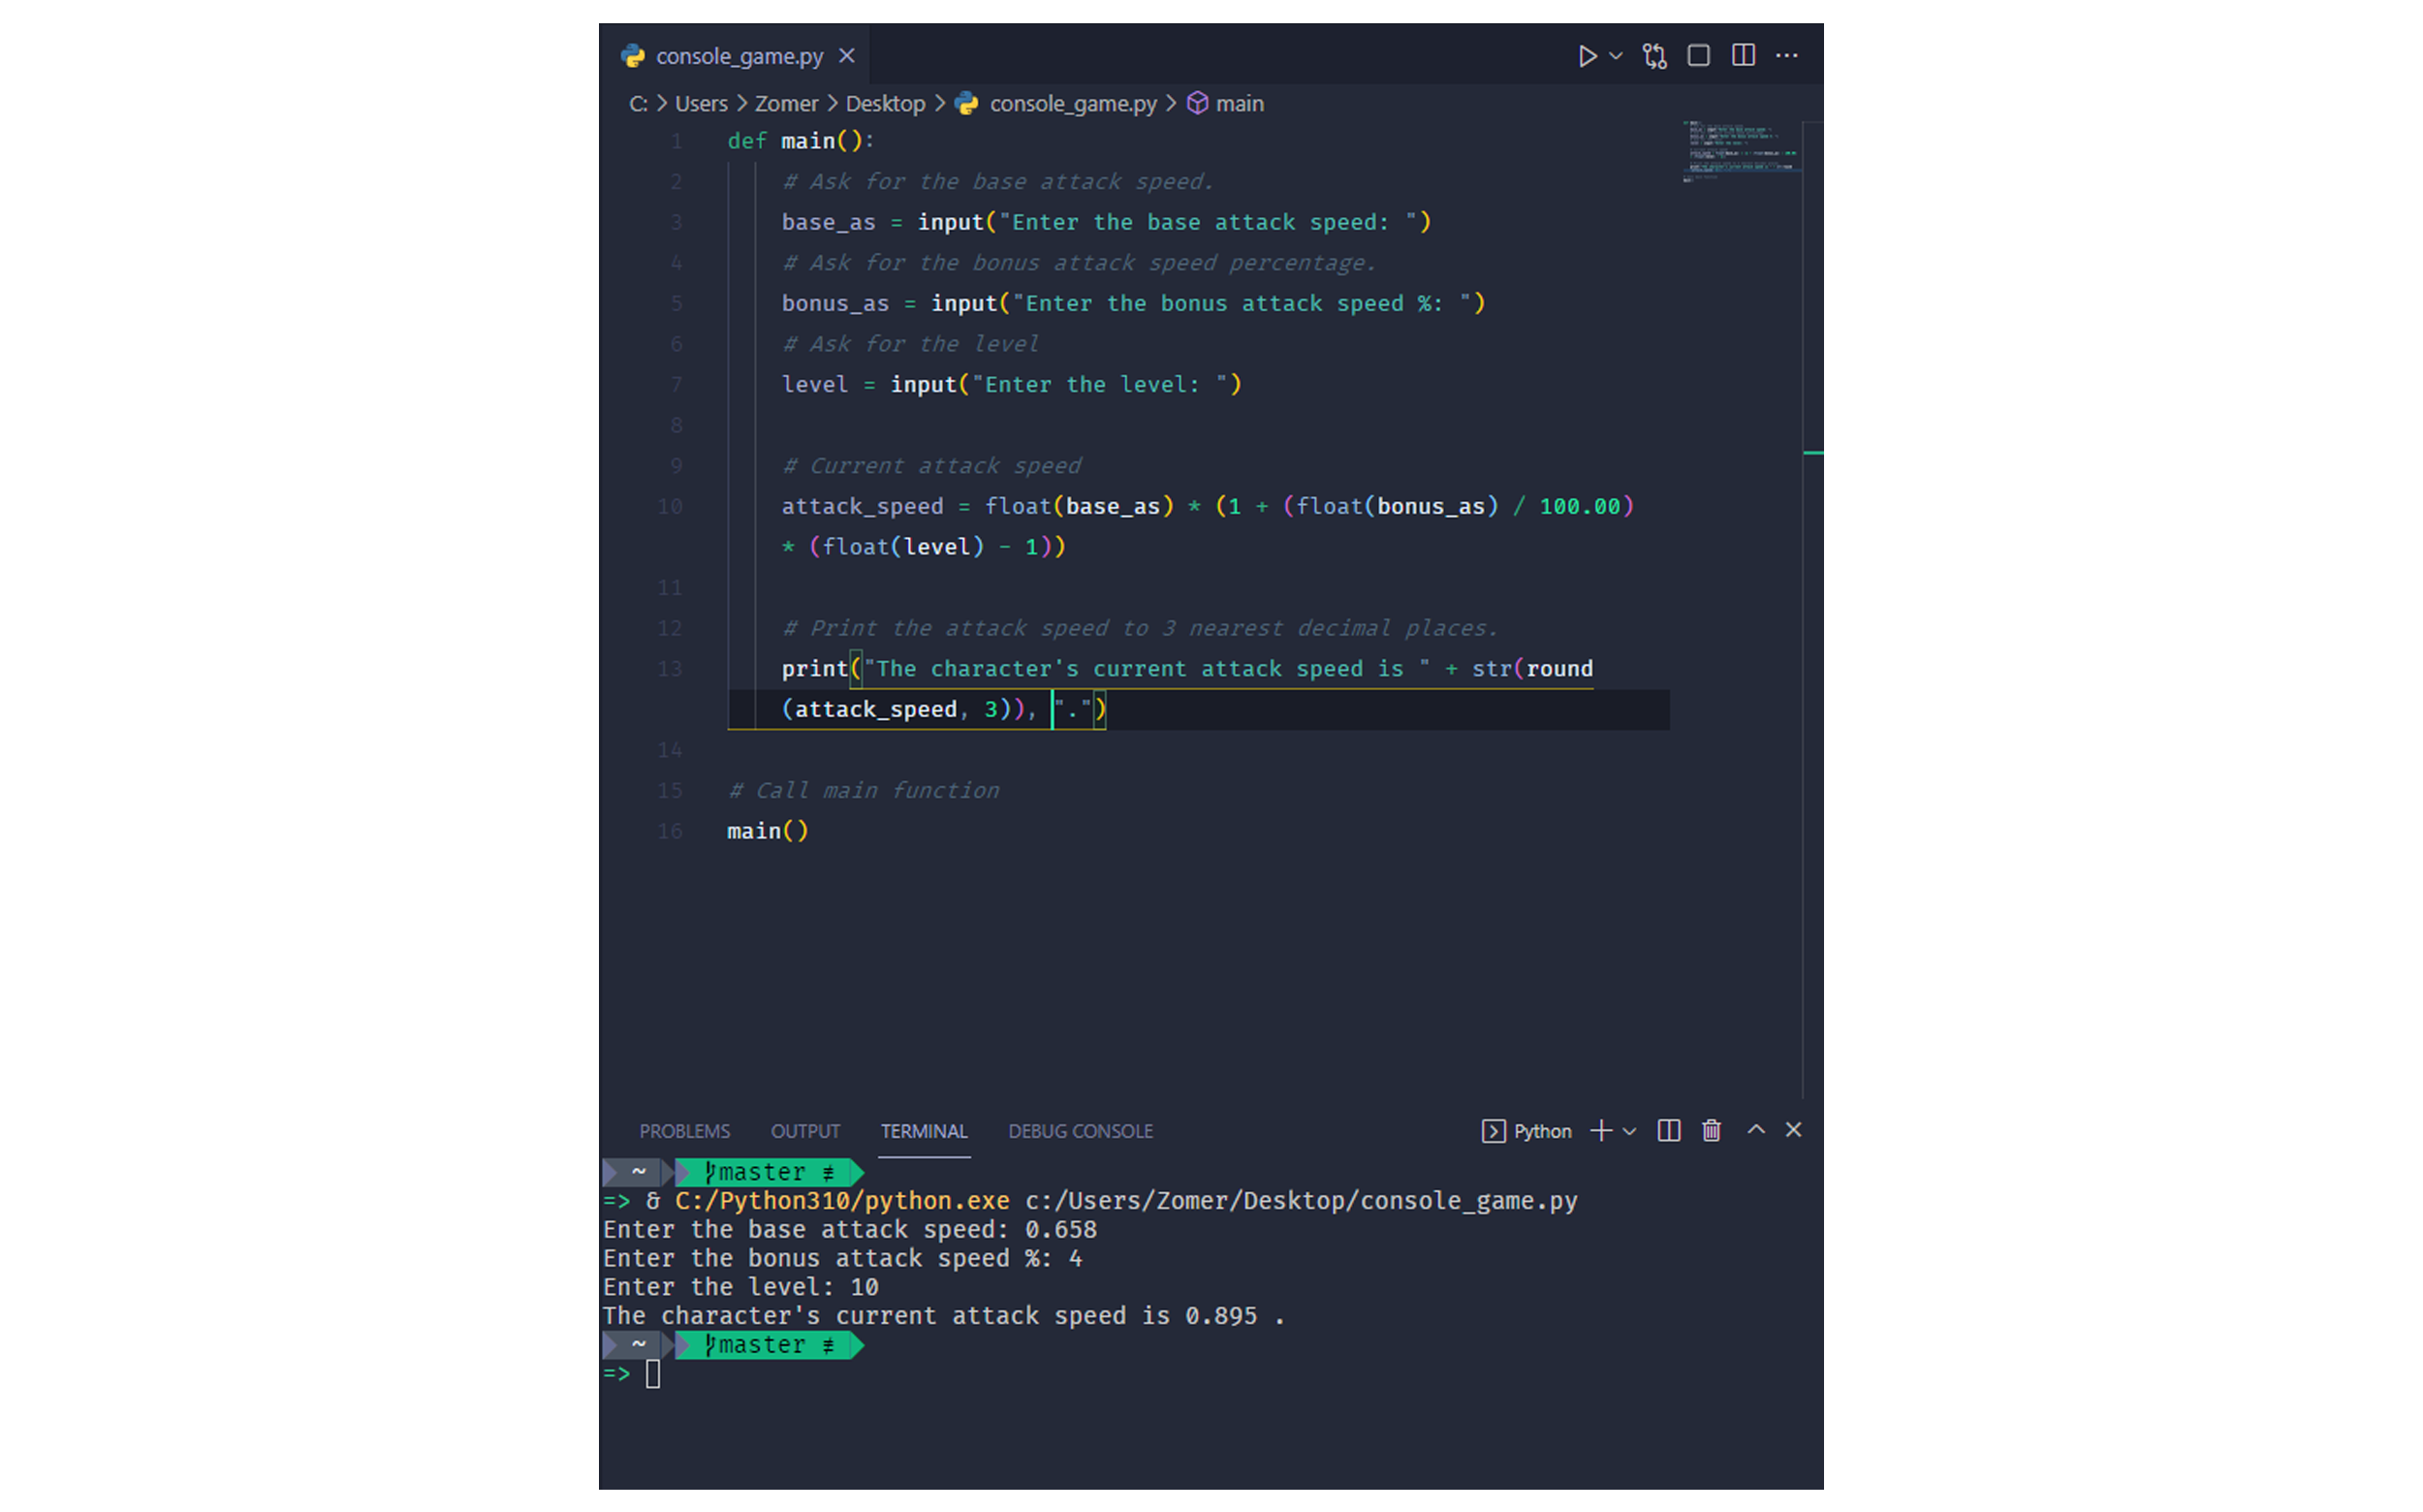 console_game.py
C: > Users > Zomer > Desktop > console_game.py > main
1 def main():
2 # Ask for the base attack speed.
3 base_as = input("Enter the base attack speed: ")
4 # Ask for the bonus attack speed percentage.
5 bonus_as = input("Enter the bonus attack speed %: ")
6 # Ask for the level
7 level = input("Enter the level: ")
8
9 # Current attack speed
10 attack_speed = float(base_as) * (1 + (float(bonus_as) / 100.00)
* (float(level) - 1))
11
12 # Print the attack speed to 3 nearest decimal places.
13 print("The character's current attack speed is " + str(round
(attack_speed, 3)), ".")
14
15 # Call main function
16 main()
PROBLEMS OUTPUT TERMINAL DEBUG CONSOLE Python
~ master ≢
=> & C:/Python310/python.exe c:/Users/Zomer/Desktop/console_game.py
Enter the base attack speed: 0.658
Enter the bonus attack speed %: 4
Enter the level: 10
The character's current attack speed is 0.895 .
~ master ≢
=>